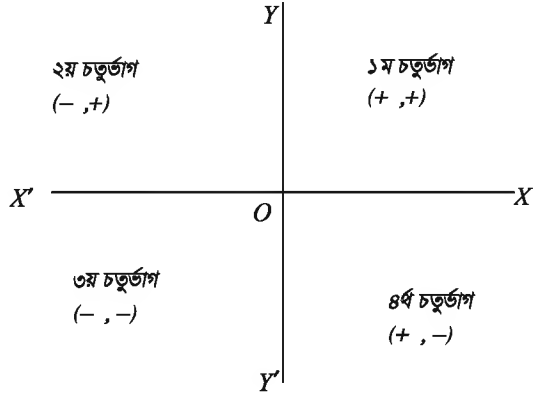 Y
২য় চতুর্ভাগ
(– ,+)
১ম চতুর্ভাগ
(+ ,+)
X′
X
O
৩য় চতুর্ভাগ
(– , –)
৪র্থ চতুর্ভাগ
(+ , –)
Y′